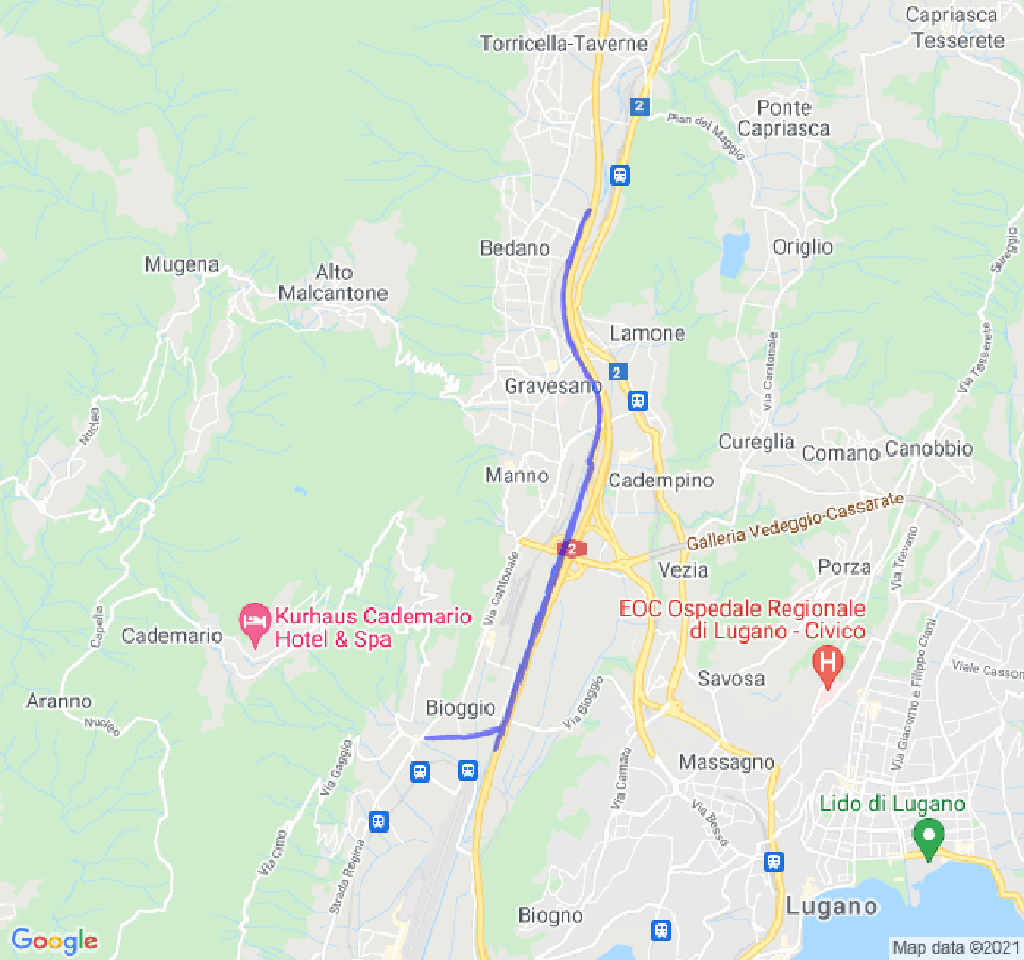 Capriasca
Tesserete
Torricella-Taverne
2
Ponte
Capriasca
Pian del Maggio
Sureggio
Bedano
Origlio
Mugena
Alto
Malcantone
Lamone
Via Cantonale
Via Tesserete
2
Gravesano
Nucleo
Cureglia
Comano
Canobbio
Manno
Cadempino
Galleria Vedeggio-Cassarate
2
Via Cantonale
Vezia
Porza
Via Trevano
Capella
Kurhaus Cademario
Hotel & Spa
Cademario
EOC Ospedale Regionale
di Lugano - Civico
H
Via Giacomo e Filippo Ciani
Viale Casson
Savosa
Aranno
Nucleo
Bioggio
Via Bioggio
Via Gaggio
Massagno
Via Camala
Via Besso
Lido di Lugano
Via Cimo
Strada Regina
Biogno
Lugano
Google
Map data ©2021